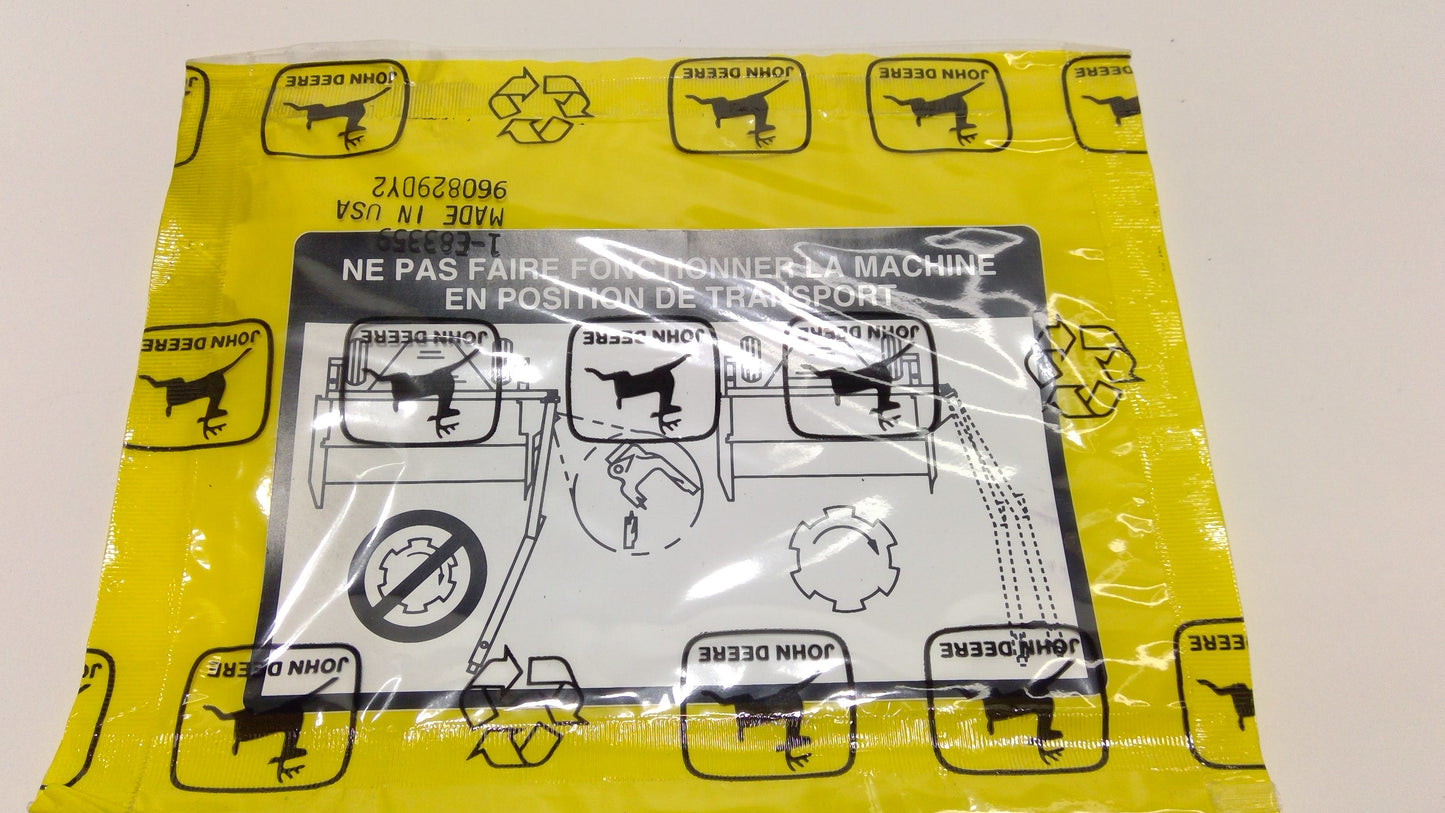 JOHN DEERE
JOHN DEERE
JOHN DEERE
JOHN DEERE
960829DY2
MADE IN USA
1-E83359
NE PAS FAIRE FONCTIONNER LA MACHINE
EN POSITION DE TRANSPORT
JOHN DEERE
JOHN DEERE
JOHN DEERE
JOHN DEERE
JOHN DEERE
JOHN DEERE
JOHN DEERE